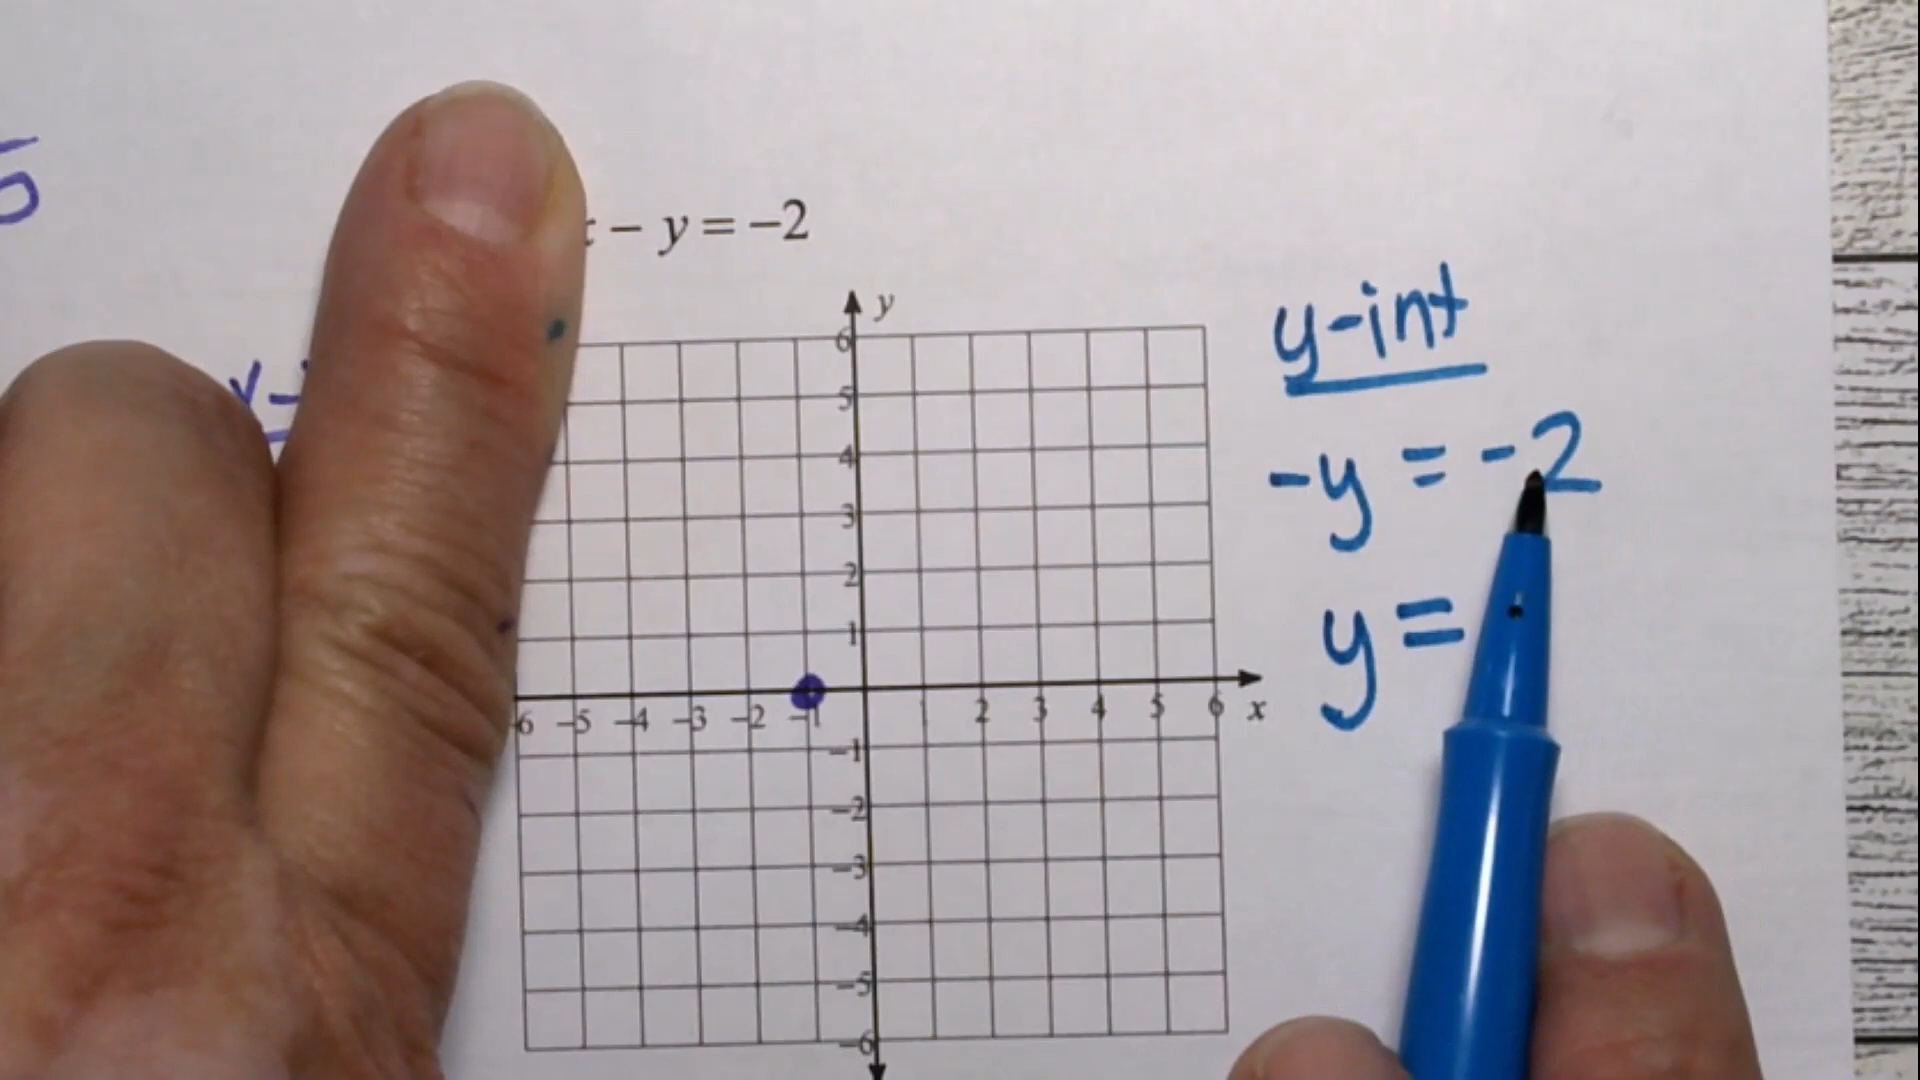 5
– y = –2
y
y-int
-y = -2
y =
6
5
4
3
2
1
6 –5 –4 –3 –2 –1 1 2 3 4 5 6 x
–1
–2
–3
–4
–5
–6